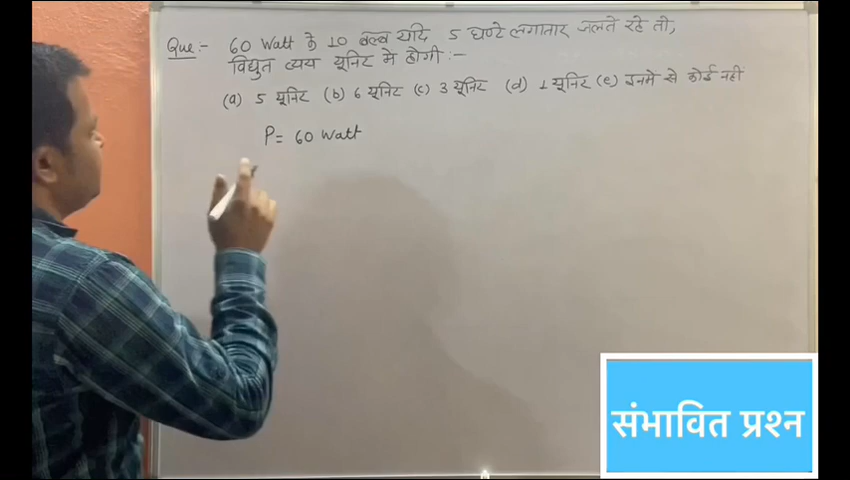 Que:- 60 Watt के 10 बल्ब यदि 5 घण्टे लगातार जलते रहे तो,
विद्युत व्यय यूनिट मे होगी:-
(a) 5 यूनिट (b) 6 यूनिट (c) 3 यूनिट (d) 1 यूनिट (e) इनमे से कोई नही
P= 60 Watt
संभावित प्रश्न